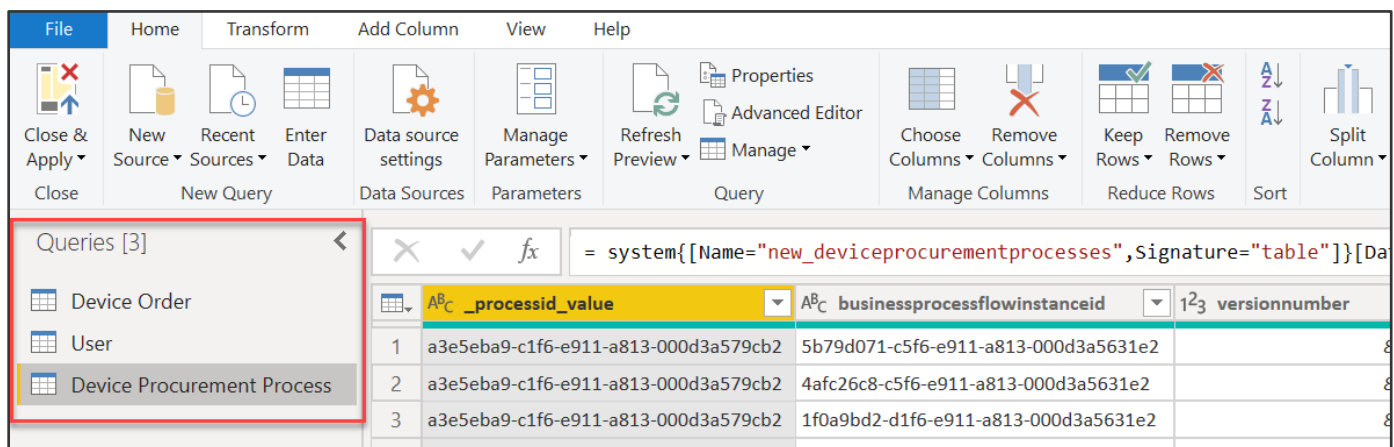 File Home Transform Add Column View Help
Close & Apply
New Source
Recent Sources
Enter Data
Data source settings
Manage Parameters
Refresh Preview
Properties
Advanced Editor
Manage
Choose Columns
Remove Columns
Keep Rows
Remove Rows
A
Z
Z
A
Split Column
Close New Query Data Sources Parameters Query Manage Columns Reduce Rows Sort
Queries [3]
Device Order
User
Device Procurement Process
fx = system{[Name="new_deviceprocurementprocesses",Signature="table"]}[Da
ABC _processid_value ABC businessprocessflowinstanceid 123 versionnumber
1 a3e5eba9-c1f6-e911-a813-000d3a579cb2 5b79d071-c5f6-e911-a813-000d3a5631e2
2 a3e5eba9-c1f6-e911-a813-000d3a579cb2 4afc26c8-c5f6-e911-a813-000d3a5631e2
3 a3e5eba9-c1f6-e911-a813-000d3a579cb2 1f0a9bd2-d1f6-e911-a813-000d3a5631e2